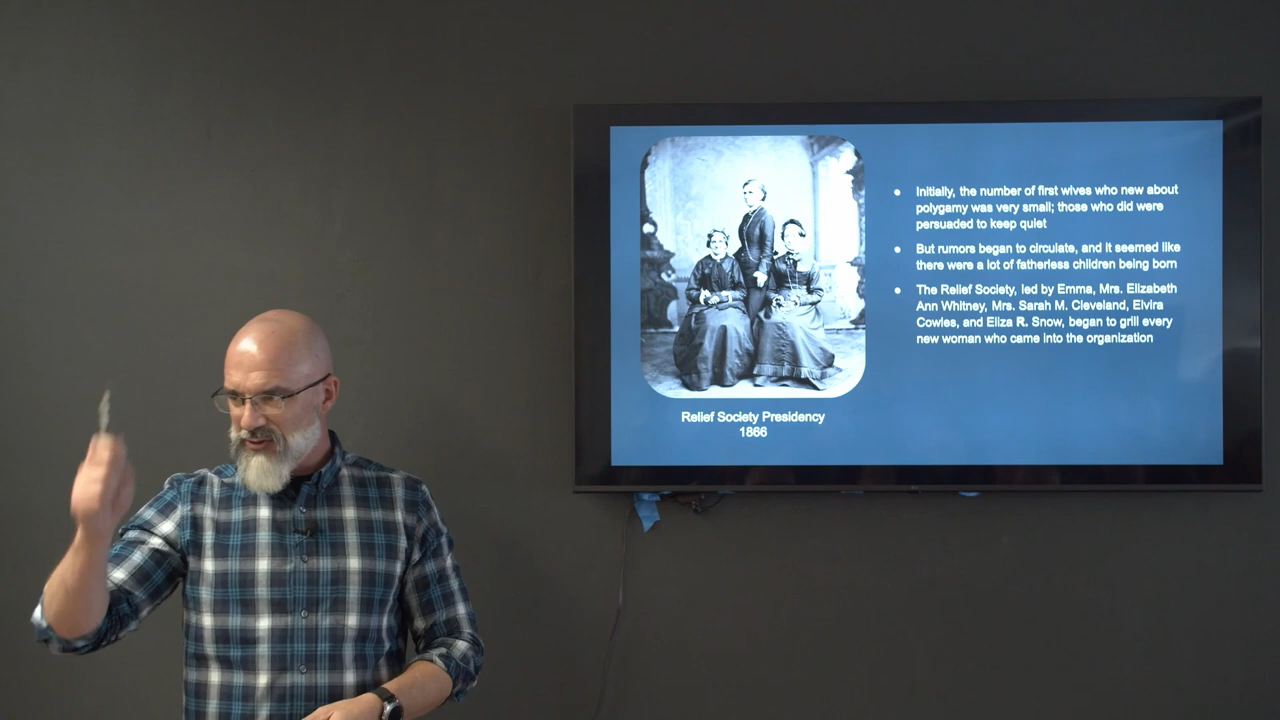 Initially, the number of first wives who new about
polygamy was very small; those who did were
persuaded to keep quiet
But rumors began to circulate, and it seemed like
there were a lot of fatherless children being born
The Relief Society, led by Emma, Mrs. Elizabeth
Ann Whitney, Mrs. Sarah M. Cleveland, Elvira
Cowles, and Eliza R. Snow, began to grill every
new woman who came into the organization
Relief Society Presidency
1866